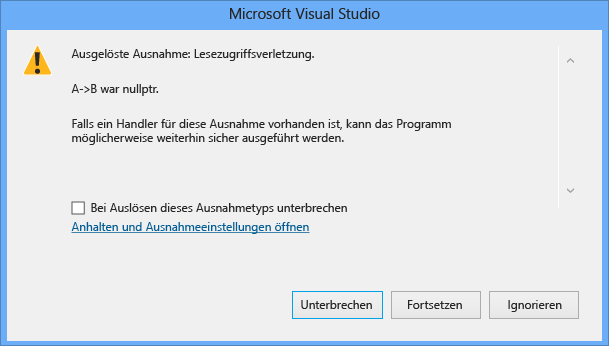 Microsoft Visual Studio
Ausgelöste Ausnahme: Lesezugriffsverletzung.
A->B war nullptr.
Falls ein Handler für diese Ausnahme vorhanden ist, kann das Programm
möglicherweise weiterhin sicher ausgeführt werden.
Bei Auslösen dieses Ausnahmetyps unterbrechen
Anhalten und Ausnahmeeinstellungen öffnen
Unterbrechen Fortsetzen Ignorieren